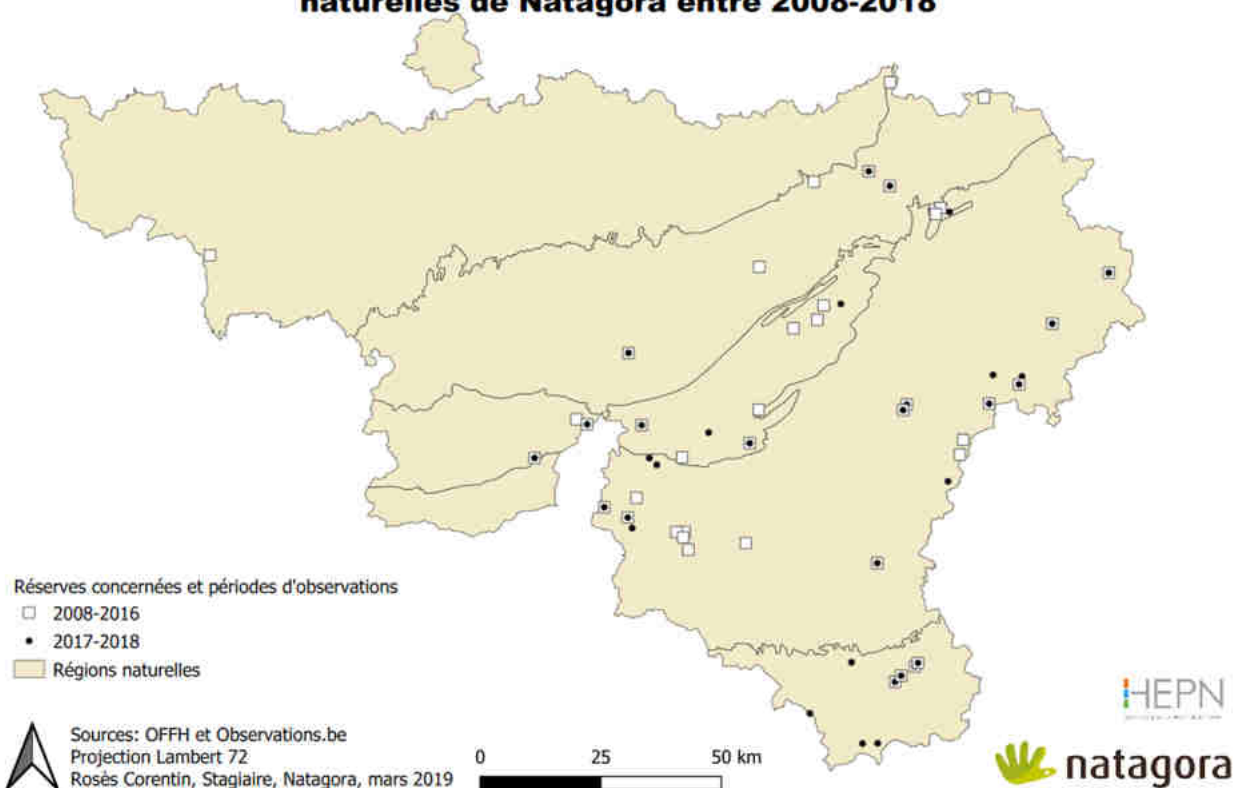 naturelles de Natagora entre 2008-2018
Réserves concernées et périodes d'observations
2008-2016
2017-2018
Régions naturelles
Sources: OFFH et Observations.be
Projection Lambert 72
Rosès Corentin, Stagiaire, Natagora, mars 2019
0 25 50 km
HEPN
natagora